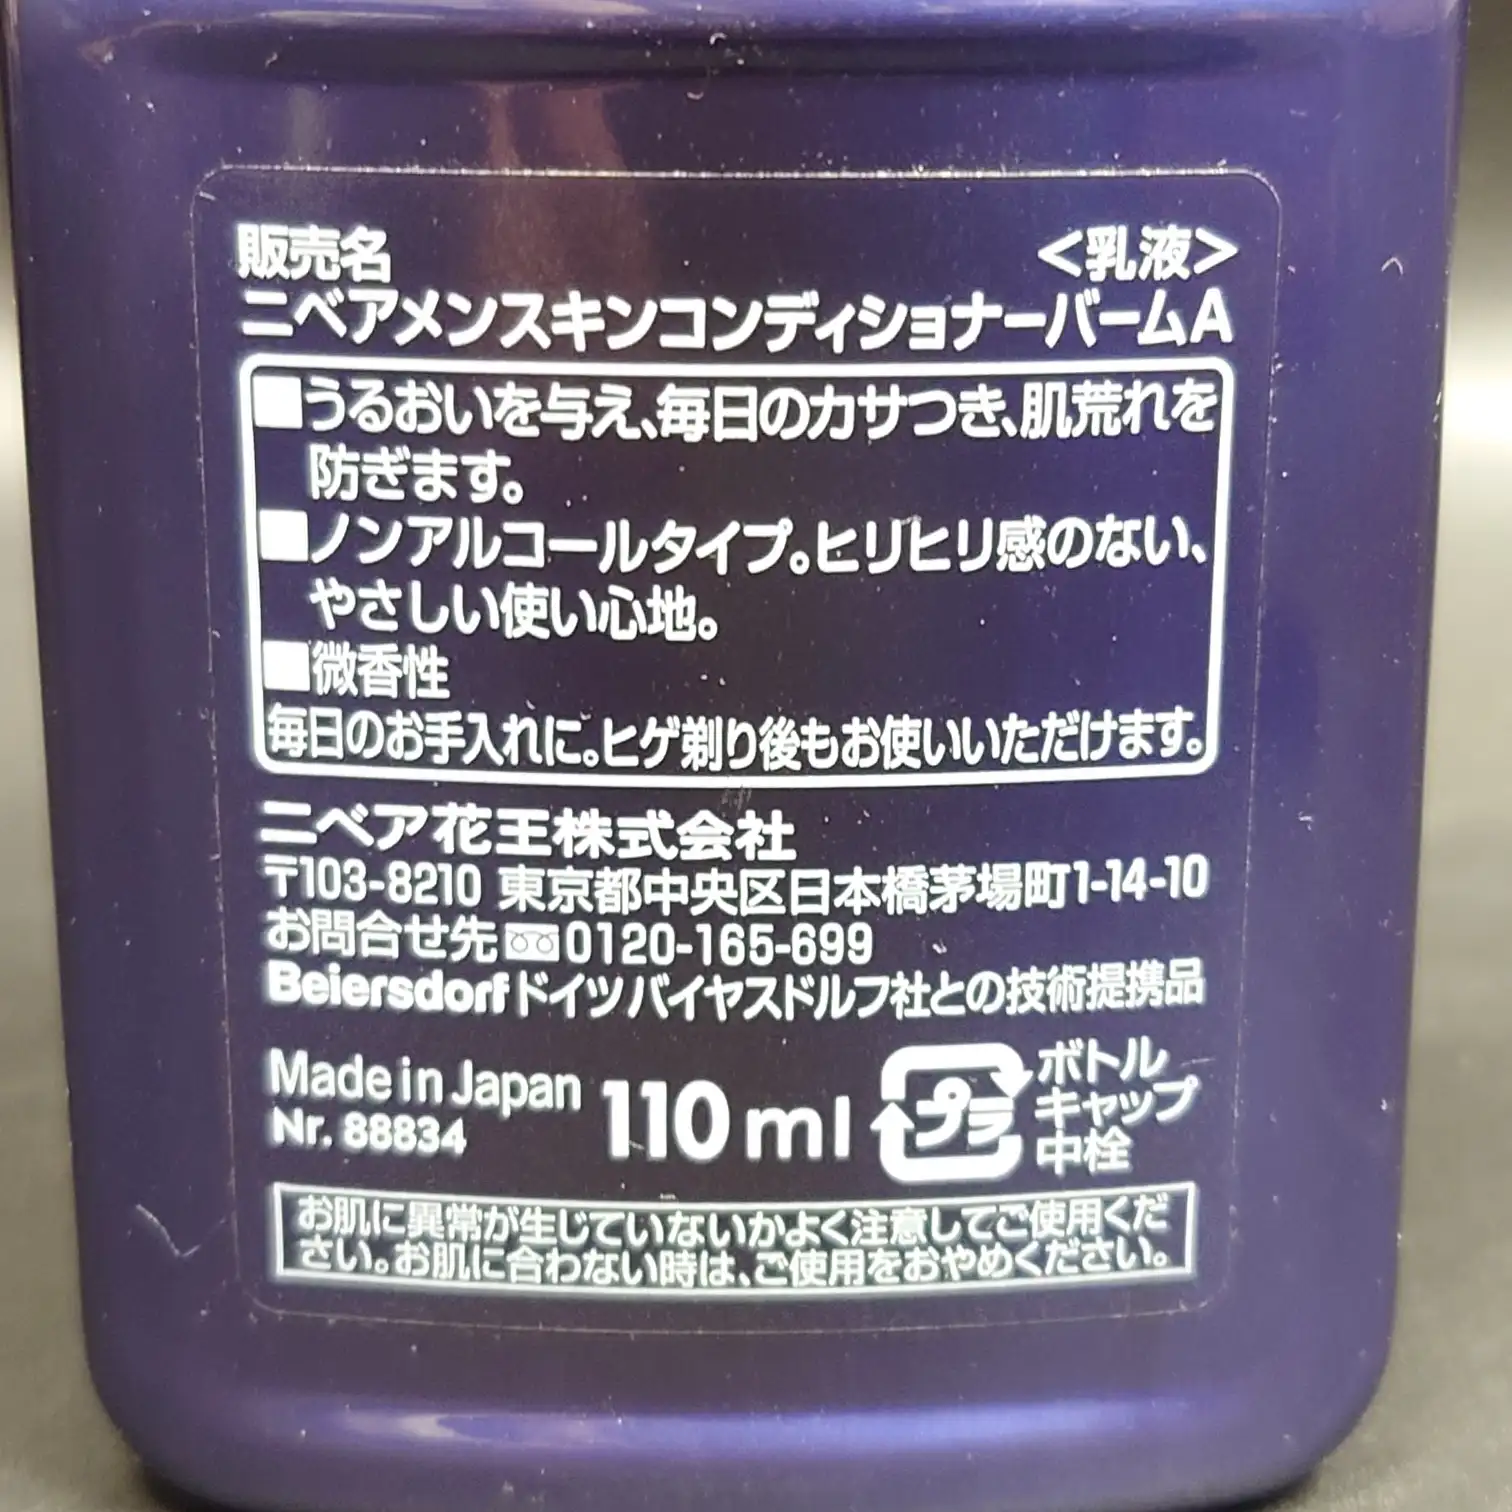 販売名 <乳液>
ニベアメンスキンコンディショナーバームA
■うるおいを与え、毎日のカサつき、肌荒れを
防ぎます。
■ノンアルコールタイプ。ヒリヒリ感のない、
やさしい使い心地。
■微香性
毎日のお手入れに。ヒゲ剃り後もお使いいただけます。
ニベア花王株式会社
〒103-8210 東京都中央区日本橋茅場町1-14-10
お問合せ先 0120-165-699
Beiersdorfドイツバイヤスドルフ社との技術提携品
Made in Japan
Nr. 88834
110ml
プラ
ボトル
キャップ
中栓
お肌に異常が生じていないかよく注意してご使用くだ
さい。お肌に合わない時は、ご使用をおやめください。